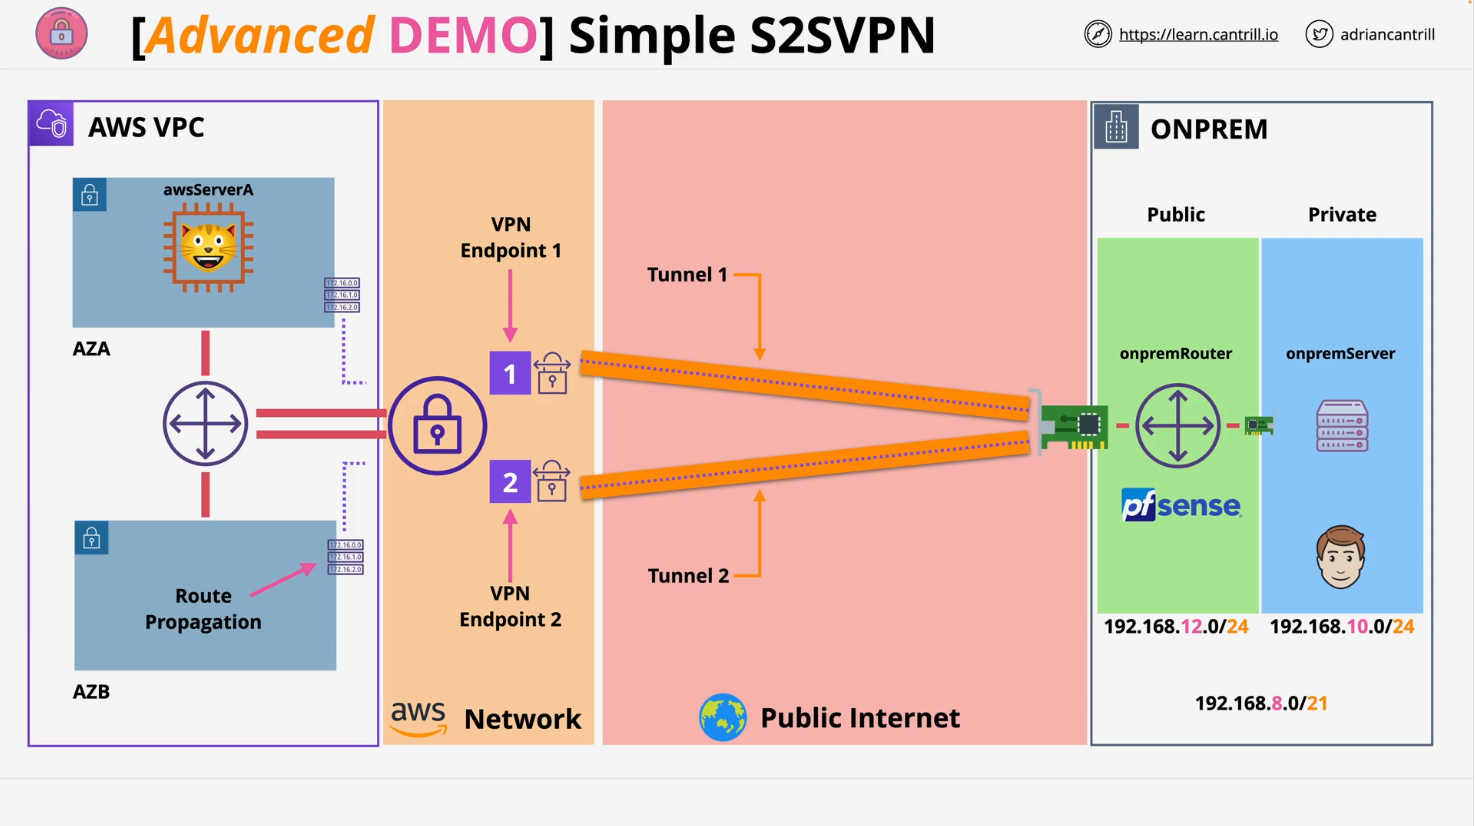 [Advanced DEMO] Simple S2SVPN
https://learn.cantrill.io
adriancantrill
AWS VPC
awsServerA
172.16.0.0
172.16.1.0
172.16.2.0
AZA
172.16.0.0
172.16.1.0
172.16.2.0
Route
Propagation
AZB
VPN
Endpoint 1
1
2
VPN
Endpoint 2
aws
Network
Tunnel 1
Tunnel 2
Public Internet
ONPREM
Public
Private
onpremRouter
onpremServer
pfsense
192.168.12.0/24
192.168.10.0/24
192.168.8.0/21